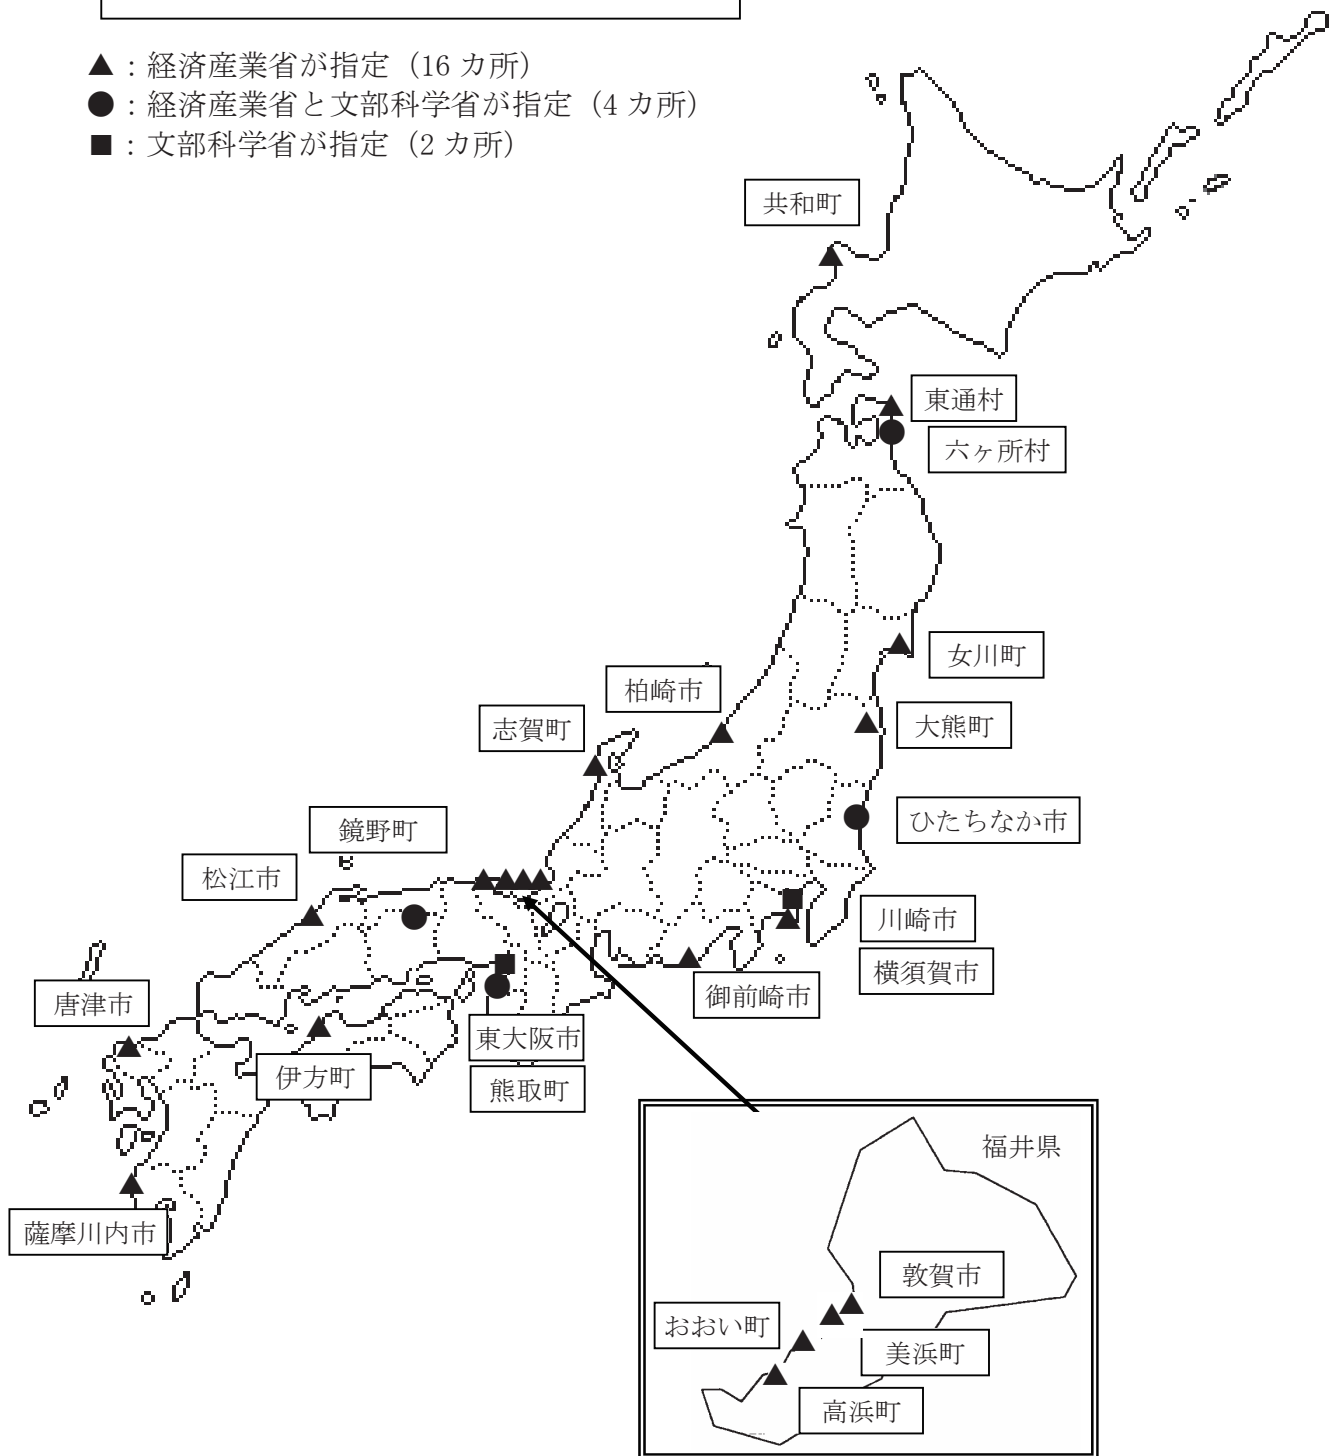 ▲：経済産業省が指定（16 カ所）
●：経済産業省と文部科学省が指定（4 カ所）
■：文部科学省が指定（2 カ所）
共和町
東通村
六ヶ所村
女川町
柏崎市
志賀町
大熊町
ひたちなか市
鏡野町
松江市
川崎市
横須賀市
御前崎市
唐津市
東大阪市
伊方町
熊取町
薩摩川内市
福井県
敦賀市
おおい町
美浜町
高浜町